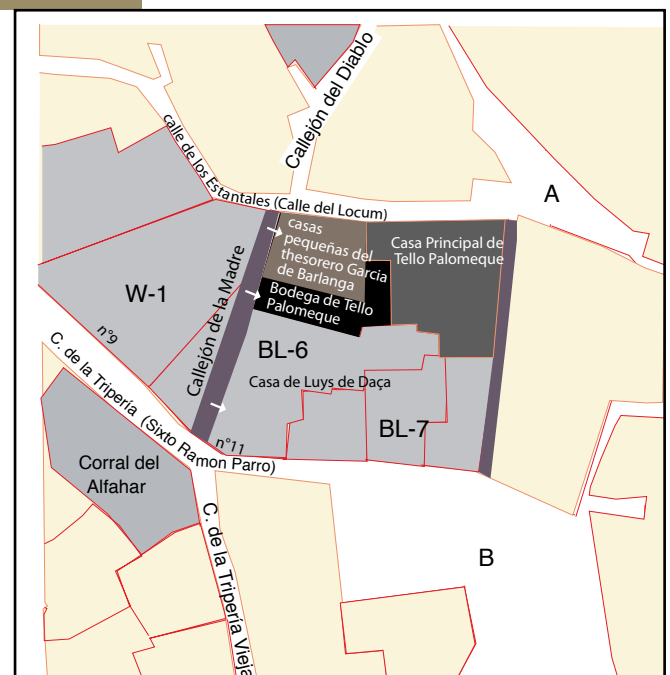 Callejón del Diablo
calle de los Estantales (Calle del Locum)
A
casas
pequeñas del
thesorero Garcia
de Barlanga
Casa Principal de
Tello Palomeque
W-1
Callejón de la Madre
Bodega de Tello
Palomeque
n°9
BL-6
Casa de Luys de Daça
BL-7
C. de la Tripería (Sixto Ramon Parro)
n°11
Corral del
Alfahar
B
C. de la Tripería Vieja